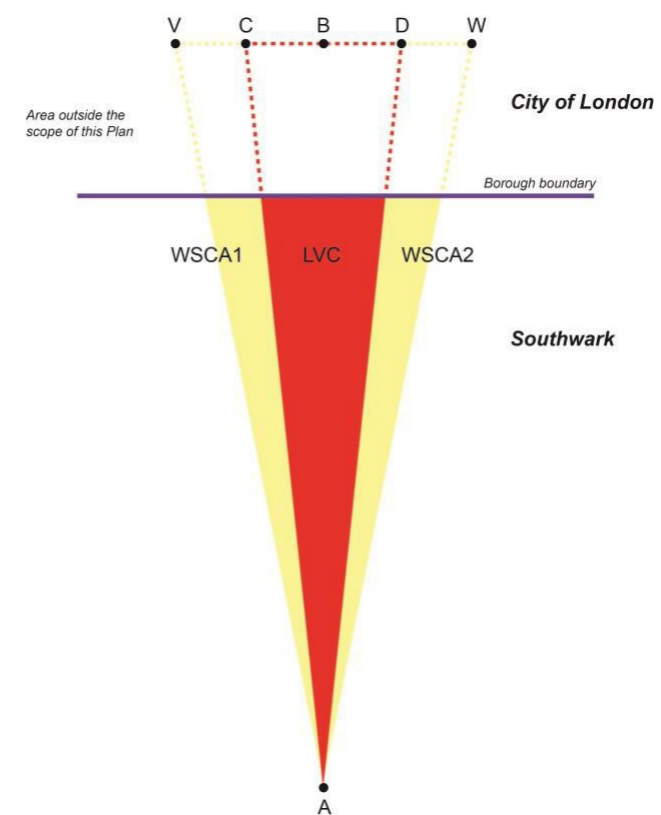 V
C
B
D
W
City of London
Area outside the
scope of this Plan
Borough boundary
WSCA1
LVC
WSCA2
Southwark
A